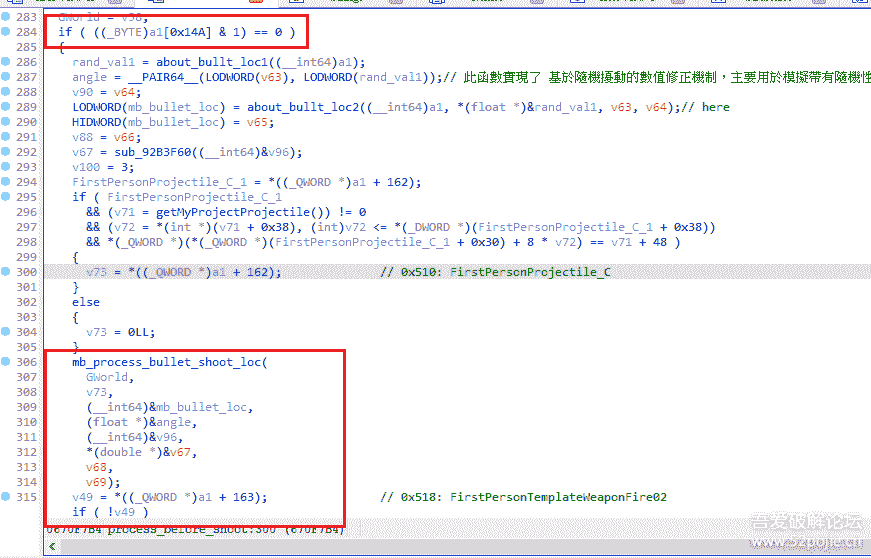 283 GWorld = v98;
284 if ( ((_BYTE)a1[0x14A] & 1) == 0 )
285 {
286 rand_val1 = about_bullt_loc1((__int64)a1);
287 angle = __PAIR64__(LODWORD(v63), LODWORD(rand_val1));// 此函數實現了 基於隨機擾動的數值修正機制，主要用於模擬帶有隨機性
288 v90 = v64;
289 LODWORD(mb_bullet_loc) = about_bullt_loc2((__int64)a1, *(float *)&rand_val1, v63, v64);// here
290 HIDWORD(mb_bullet_loc) = v65;
291 v88 = v66;
292 v67 = sub_92B3F60((__int64)&v96);
293 v100 = 3;
294 FirstPersonProjectile_C_1 = *((_QWORD *)a1 + 162);
295 if ( FirstPersonProjectile_C_1
296 && (v71 = getMyProjectProjectile()) != 0
297 && (v72 = *(int *)(v71 + 0x38), (int)v72 <= *(_DWORD *)(FirstPersonProjectile_C_1 + 0x38))
298 && *(_QWORD *)(*(_QWORD *)(FirstPersonProjectile_C_1 + 0x30) + 8 * v72) == v71 + 48 )
299 {
300 v73 = *((_QWORD *)a1 + 162); // 0x510: FirstPersonProjectile_C
301 }
302 else
303 {
304 v73 = 0LL;
305 }
306 mb_process_bullet_shoot_loc(
307 GWorld,
308 v73,
309 (__int64)&mb_bullet_loc,
310 (float *)&angle,
311 (__int64)&v96,
312 *(double *)&v67,
313 v68,
314 v69);
315 v49 = *((_QWORD *)a1 + 163); // 0x518: FirstPersonTemplateWeaponFire02
if ( !v49 )
0670F7B4 process_before_shoot:300 (670F7B4)
吾爱破解论坛
www.52pojie.cn